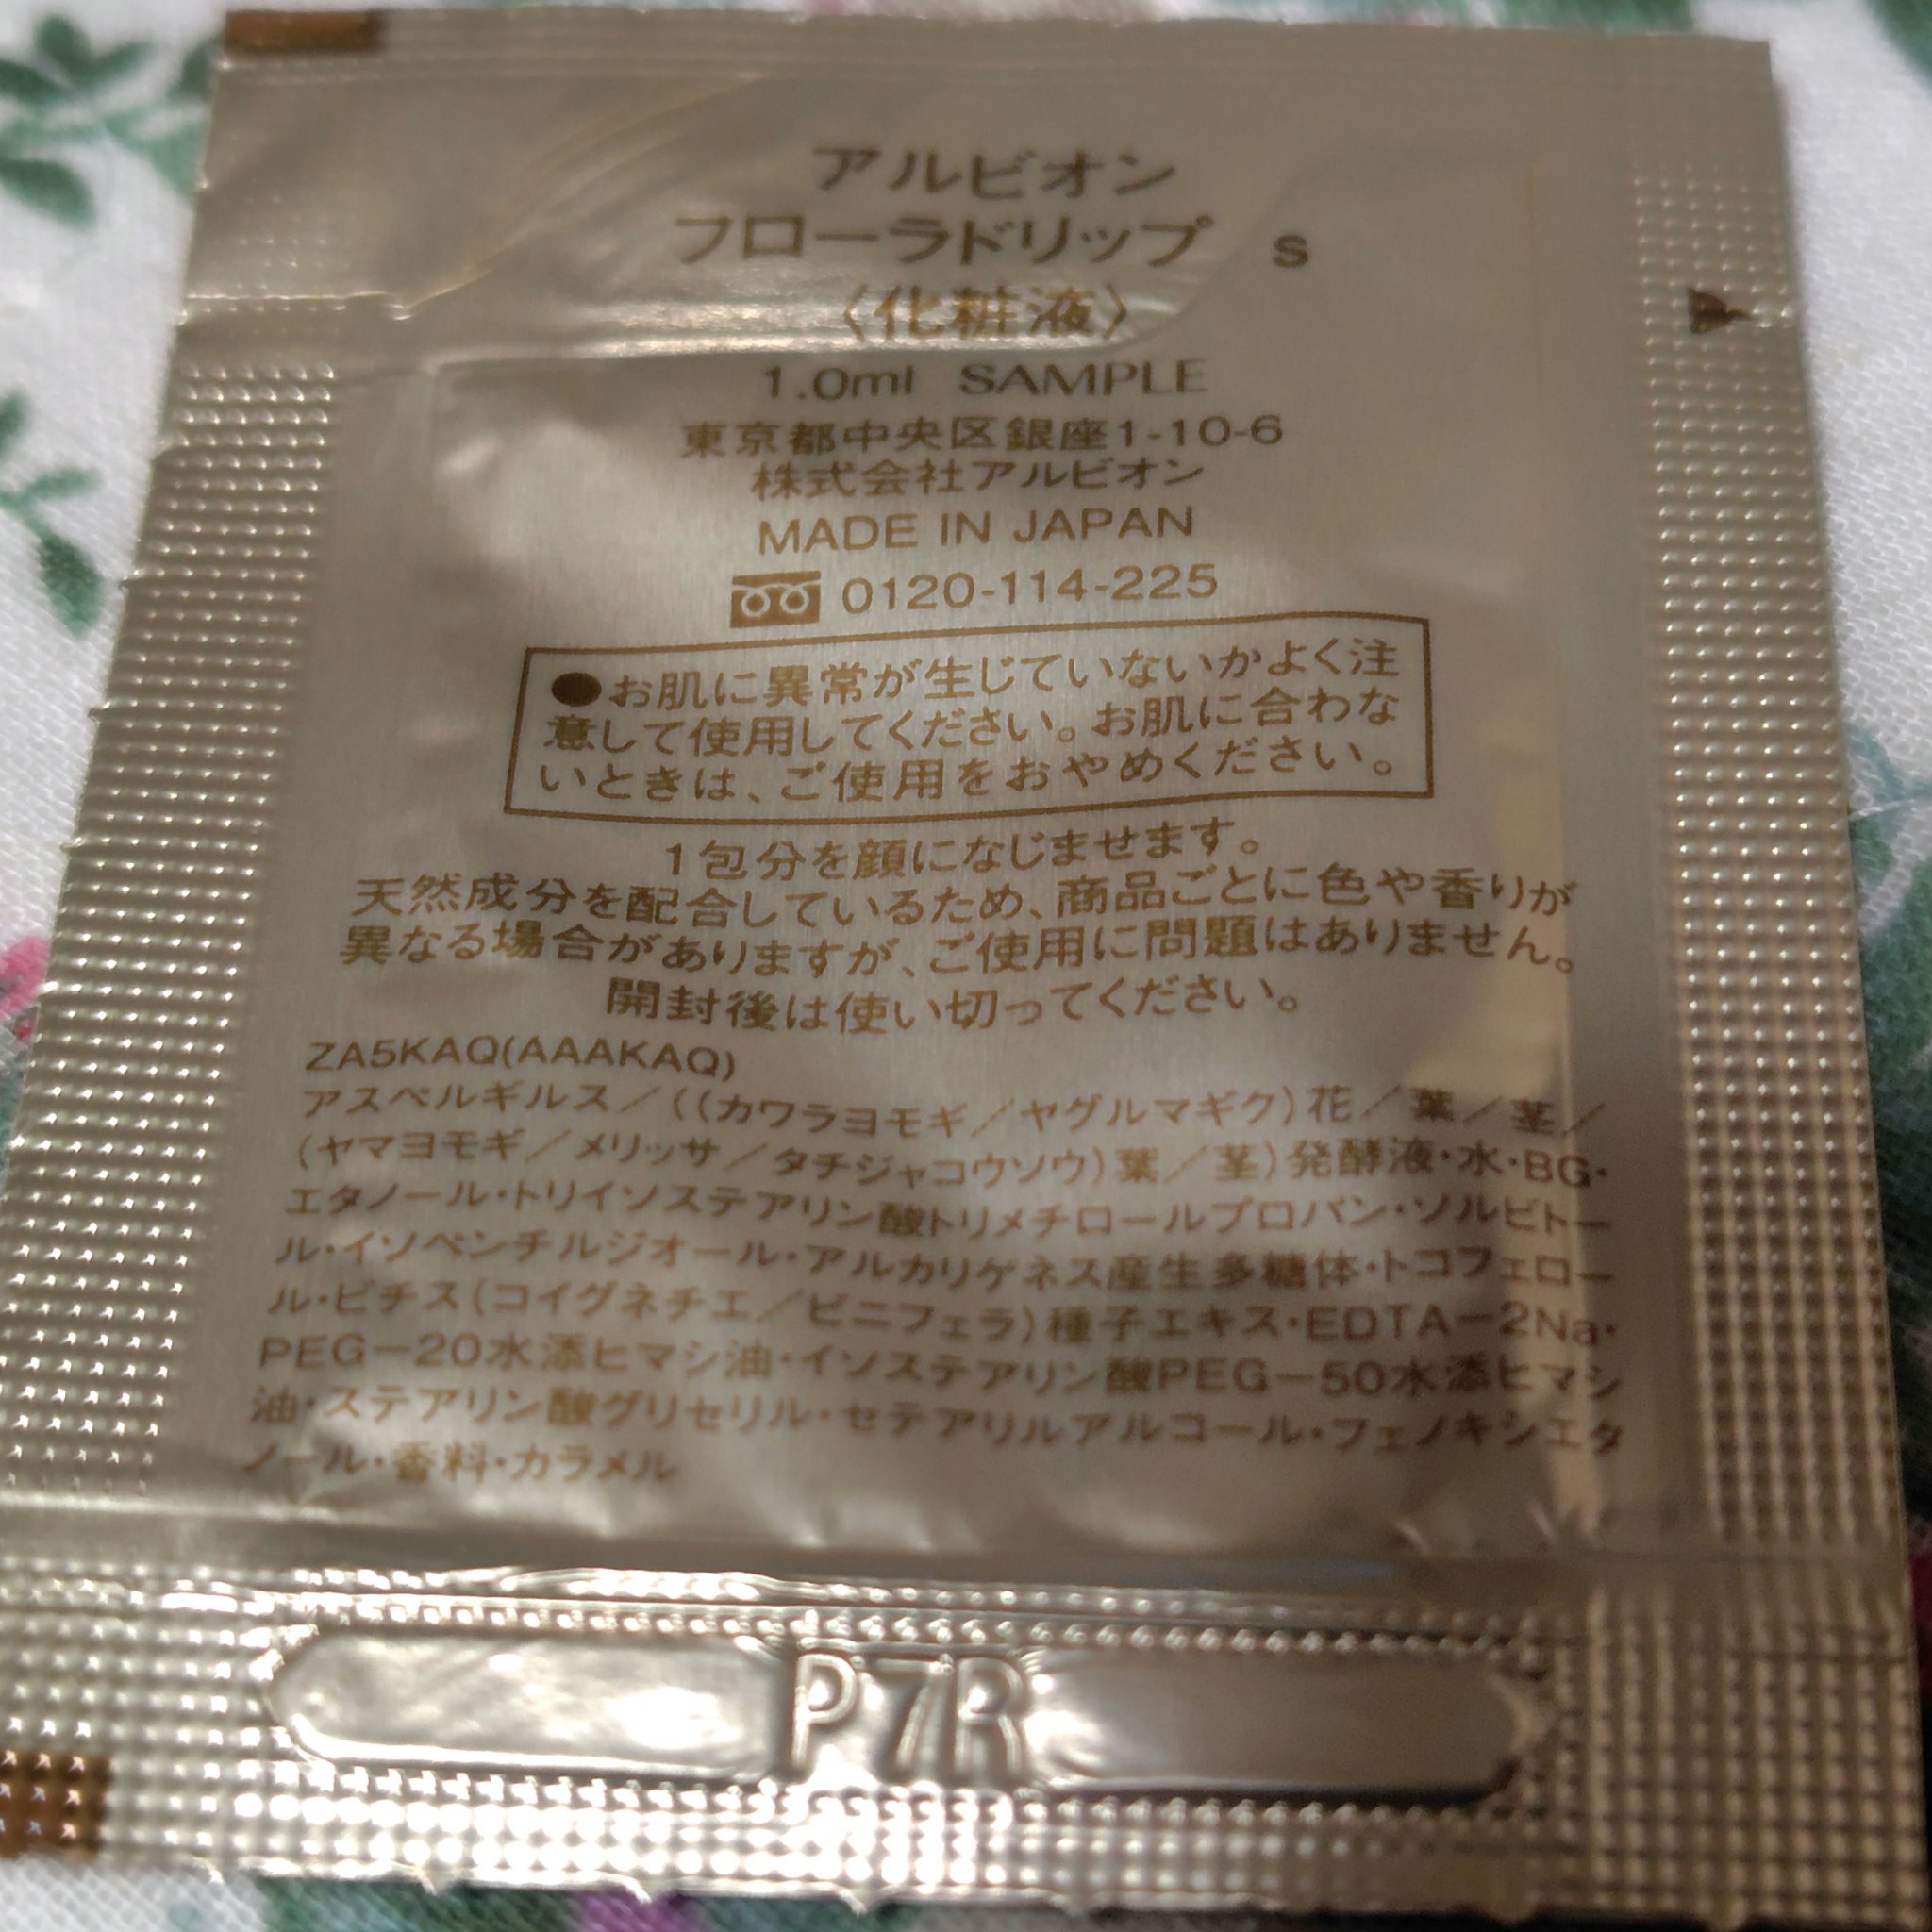 アルビオン
フローラドリップ s
〈化粧液〉
1.0ml SAMPLE
東京都中央区銀座1-10-6
株式会社アルビオン
MADE IN JAPAN
0120-114-225
●お肌に異常が生じていないかよく注
意して使用してください。お肌に合わな
いときは、ご使用をおやめください。
1包分を顔になじませます。
天然成分を配合しているため、商品ごとに色や香りが
異なる場合がありますが、ご使用に問題はありません。
開封後は使い切ってください。
ZA5KAQ(AAAKAQ)
アスペルギルス／((カワラヨモギ／ヤグルマギク)花／葉／茎／
(ヤマヨモギ／メリッサ／タチジャコウソウ)葉／茎)発酵液・水・BG・
エタノール・トリイソステアリン酸トリメチロールプロパン・ソルビトー
ル・イソペンチルジオール・アルカリゲネス産生多糖体・トコフェロー
ル・ビチス(コイグネチエ／ビニフェラ)種子エキス・EDTA－2Na・
PEG－20水添ヒマシ油・イソステアリン酸PEG－50水添ヒマシ
油・ステアリン酸グリセリル・セテアリルアルコール・フェノキシエタ
ノール・香料・カラメル
P7R